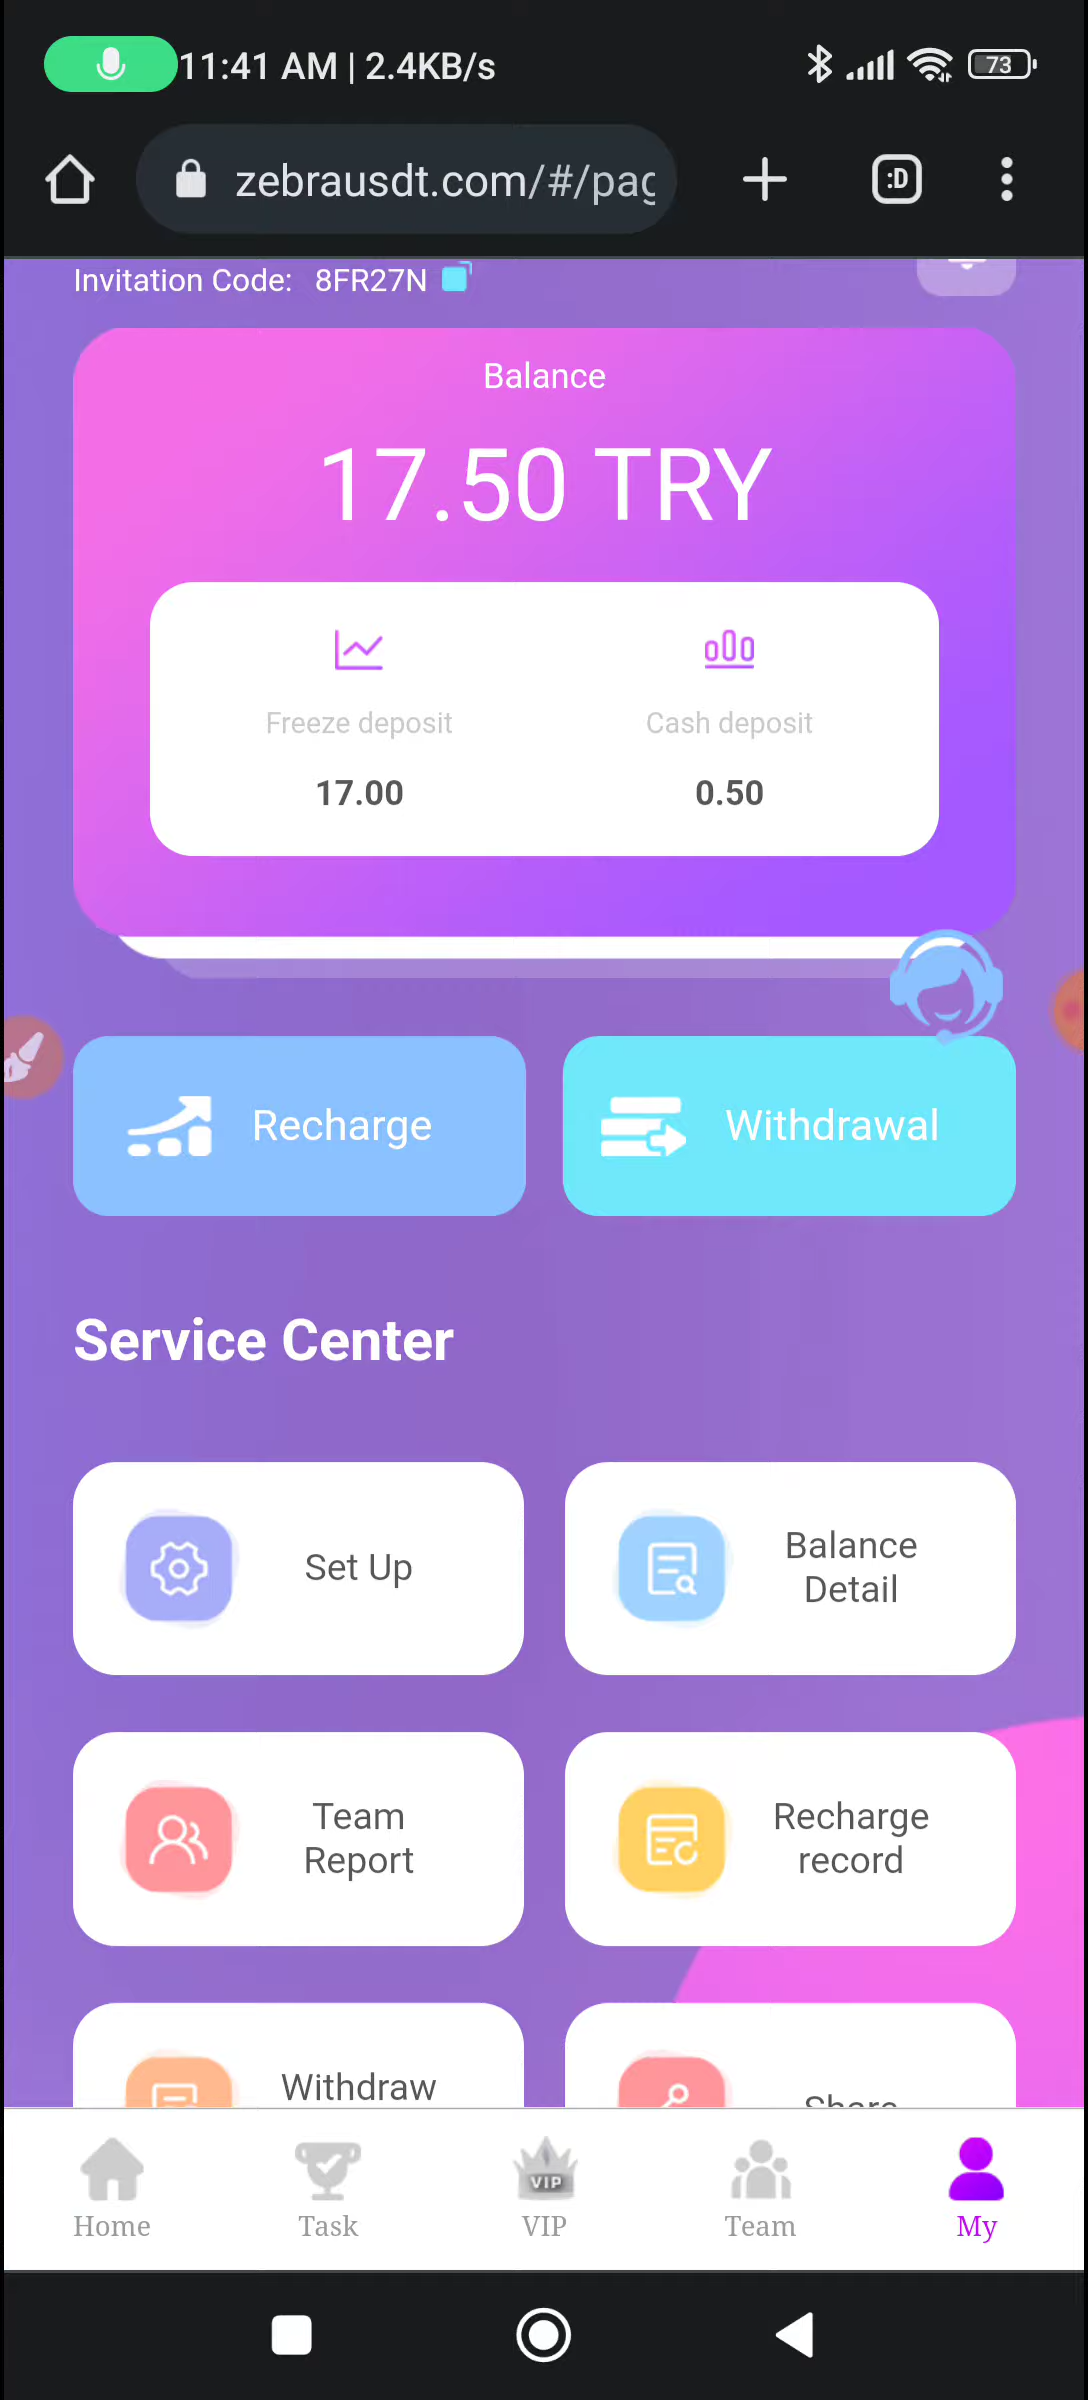 11:41 AM | 2.4KB/s
73
zebrausdt.com/#/pag
:D
Invitation Code: 8FR27N
Balance
17.50 TRY
Freeze deposit
Cash deposit
17.00
0.50
Recharge
Withdrawal
Service Center
Set Up
Balance
Detail
Team
Report
Recharge
record
Withdraw
Share
VIP
Home
Task
VIP
Team
My